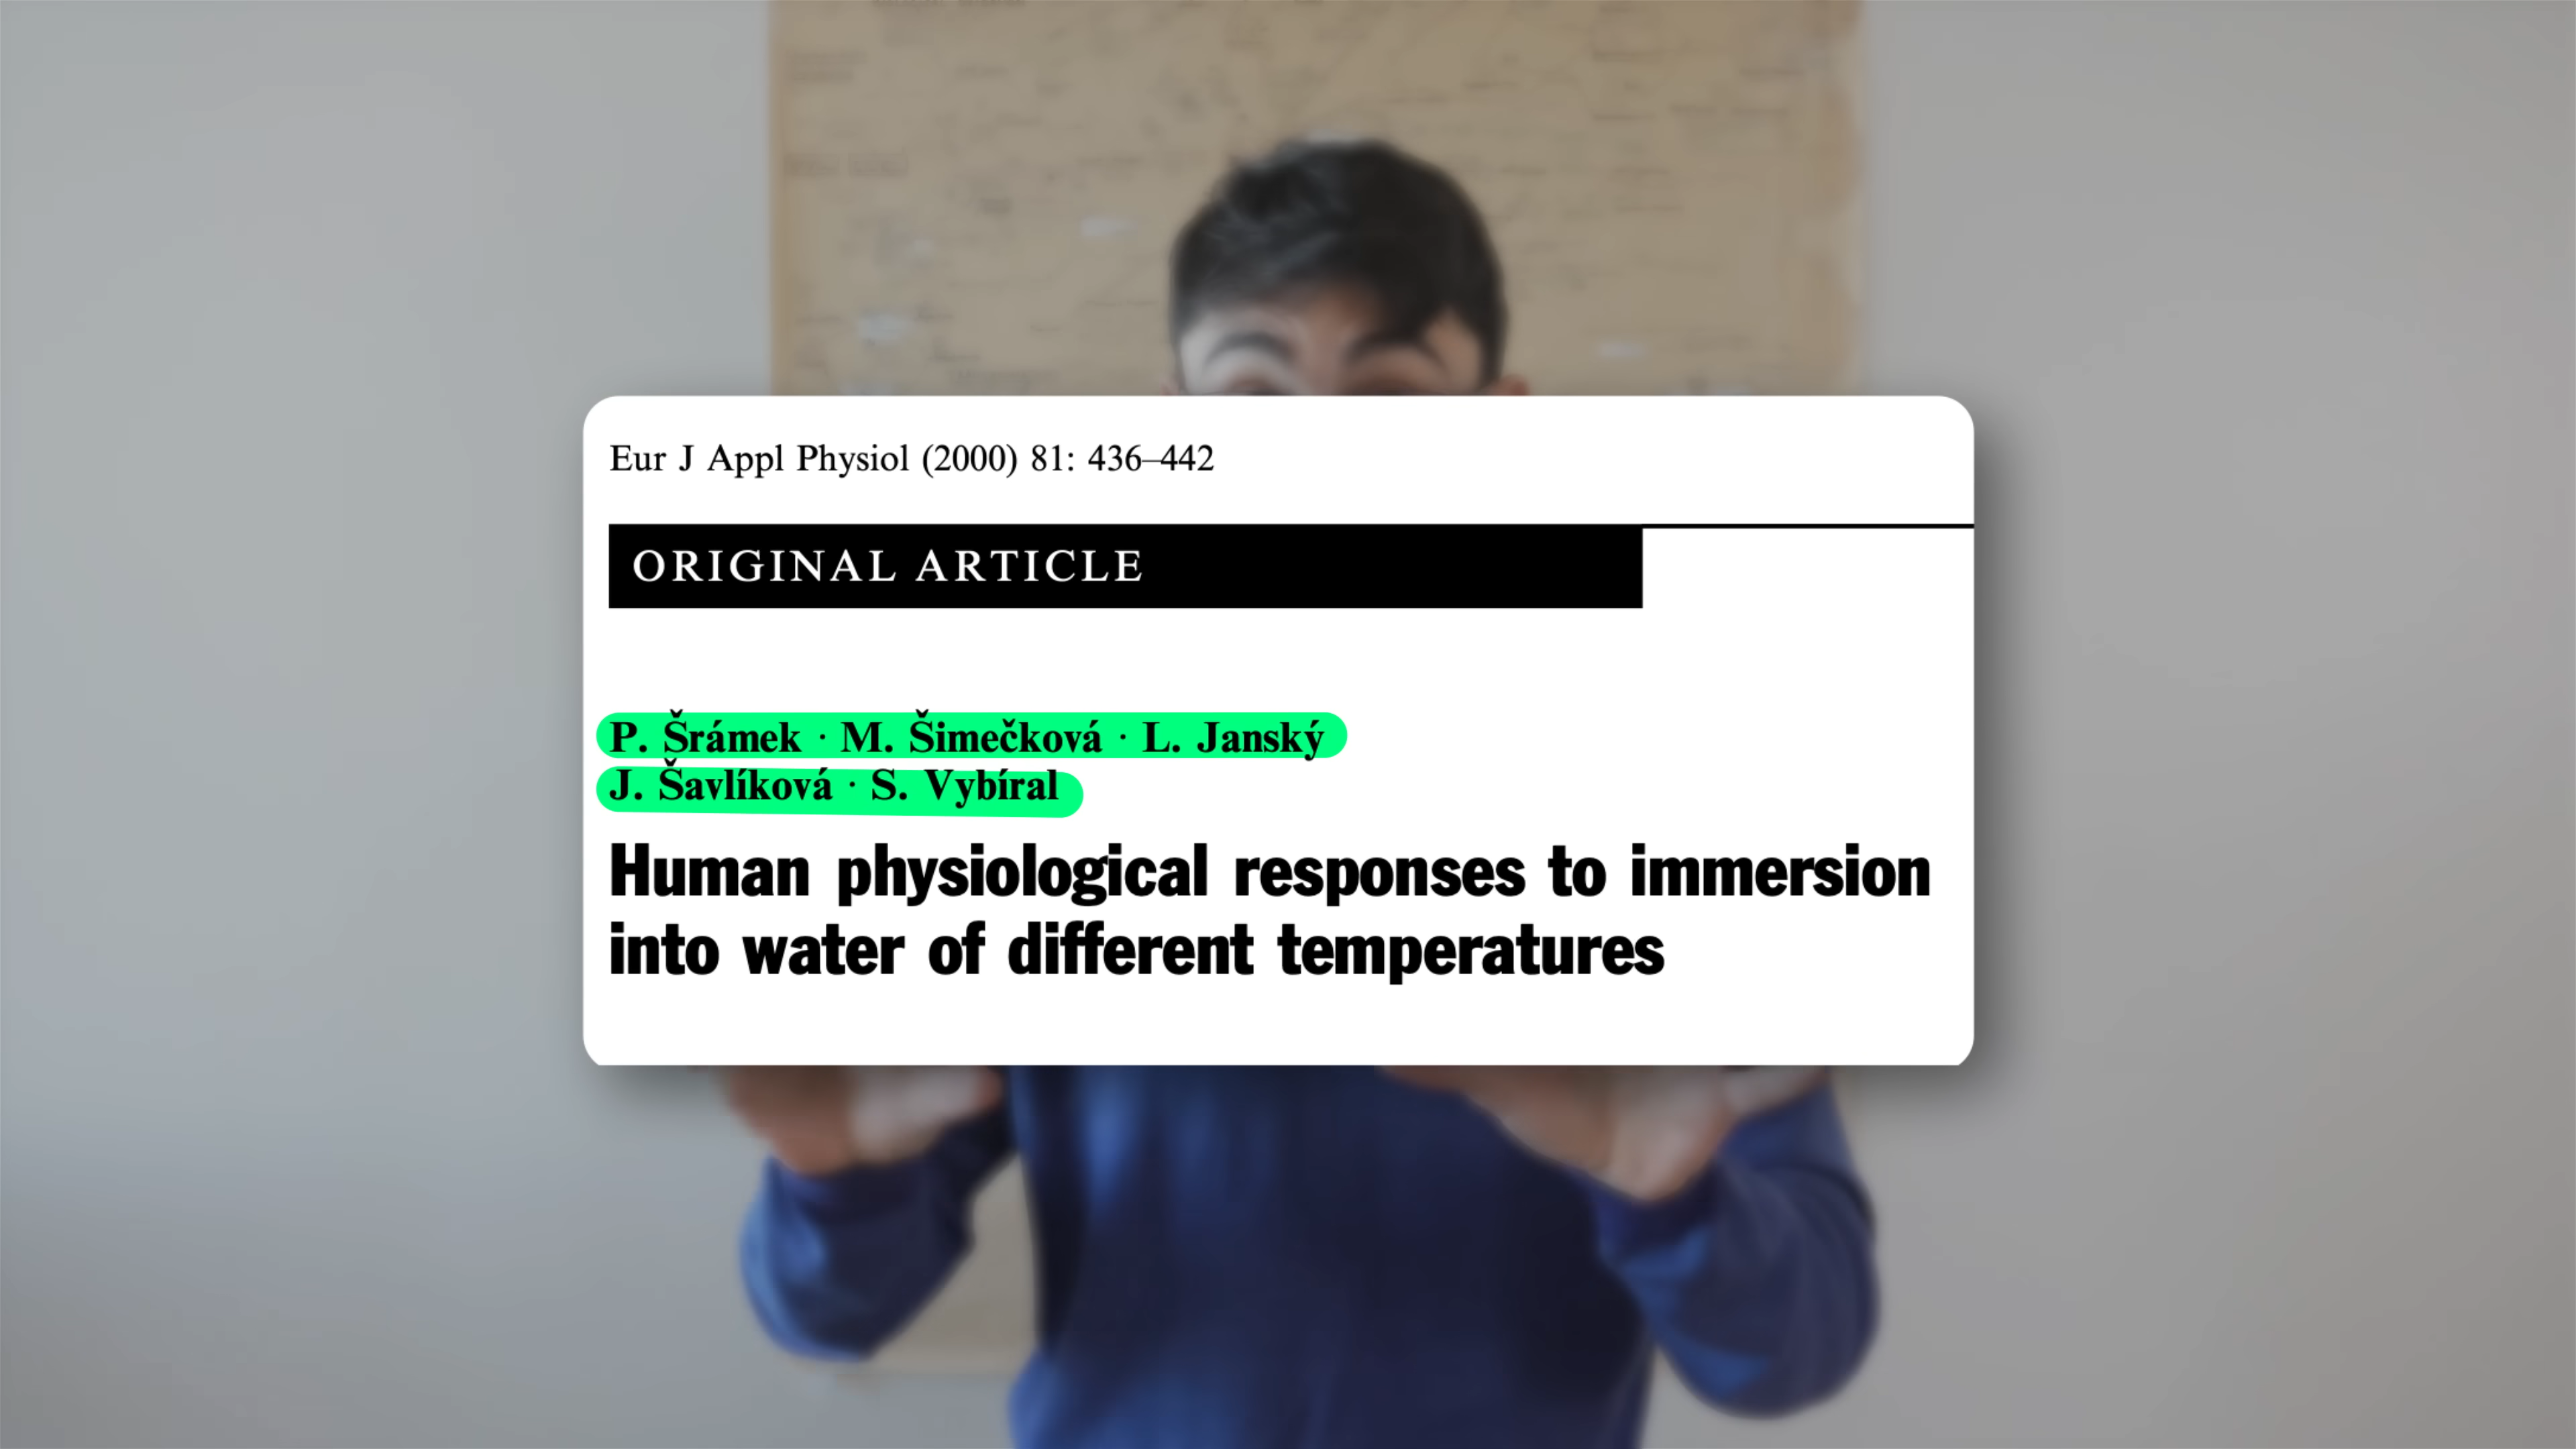 Eur J Appl Physiol (2000) 81: 436–442
ORIGINAL ARTICLE
P. Šrámek · M. Šimečková · L. Janský
J. Šavlíková · S. Vybíral
Human physiological responses to immersion
into water of different temperatures